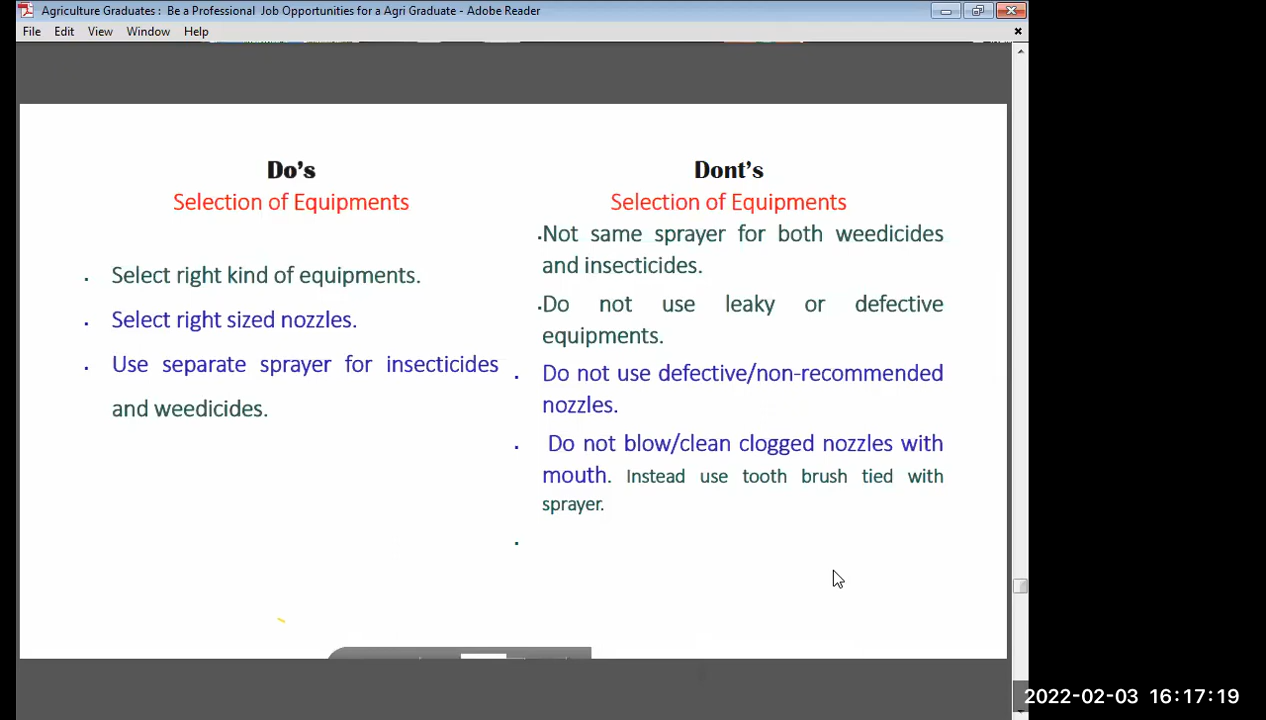 Agriculture Graduates : Be a Professional Job Opportunities for a Agri Graduate - Adobe Reader
File Edit View Window Help
Do's
Selection of Equipments
. Select right kind of equipments.
. Select right sized nozzles.
. Use separate sprayer for insecticides
and weedicides.
Dont's
Selection of Equipments
.Not same sprayer for both weedicides
and insecticides.
.Do not use leaky or defective
equipments.
. Do not use defective/non-recommended
nozzles.
. Do not blow/clean clogged nozzles with
mouth. Instead use tooth brush tied with
sprayer.
.
2022-02-03 16:17:19